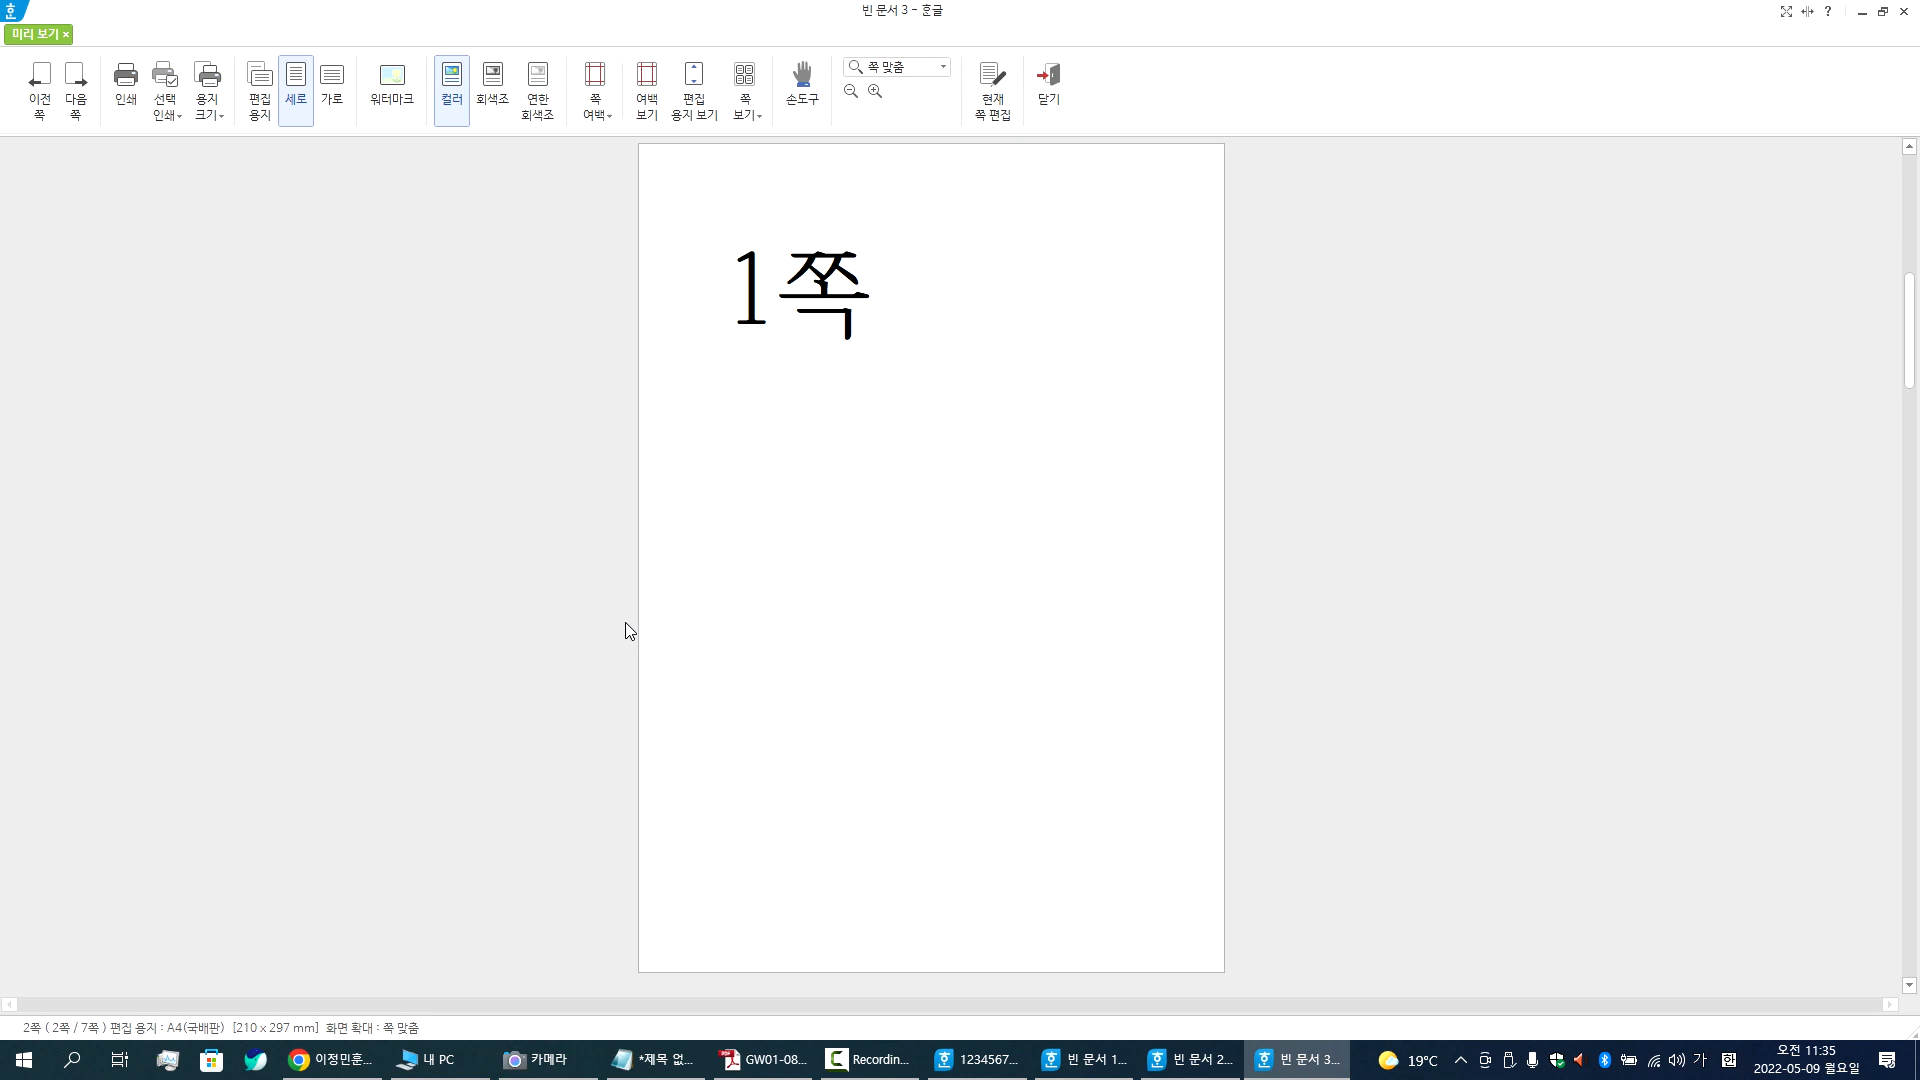 빈 문서 3 - 훈글
미리 보기 ×
이전 쪽
다음 쪽
인쇄
선택 인쇄
용지 크기
편집 용지
세로
가로
워터마크
컬러
회색조
연한 회색조
쪽 여백
여백 보기
편집 용지 보기
쪽 보기
손도구
쪽 맞춤
현재 쪽 편집
닫기
1쪽
2쪽 ( 2쪽 / 7쪽 ) 편집 용지 : A4(국배판) [210 x 297 mm] 화면 확대 : 쪽 맞춤
이정민훈...
내 PC
카메라
*제목 없...
GW01-08...
Recordin...
1234567...
빈 문서 1...
빈 문서 2...
빈 문서 3...
19°C
가
한
오전 11:35
2022-05-09 월요일